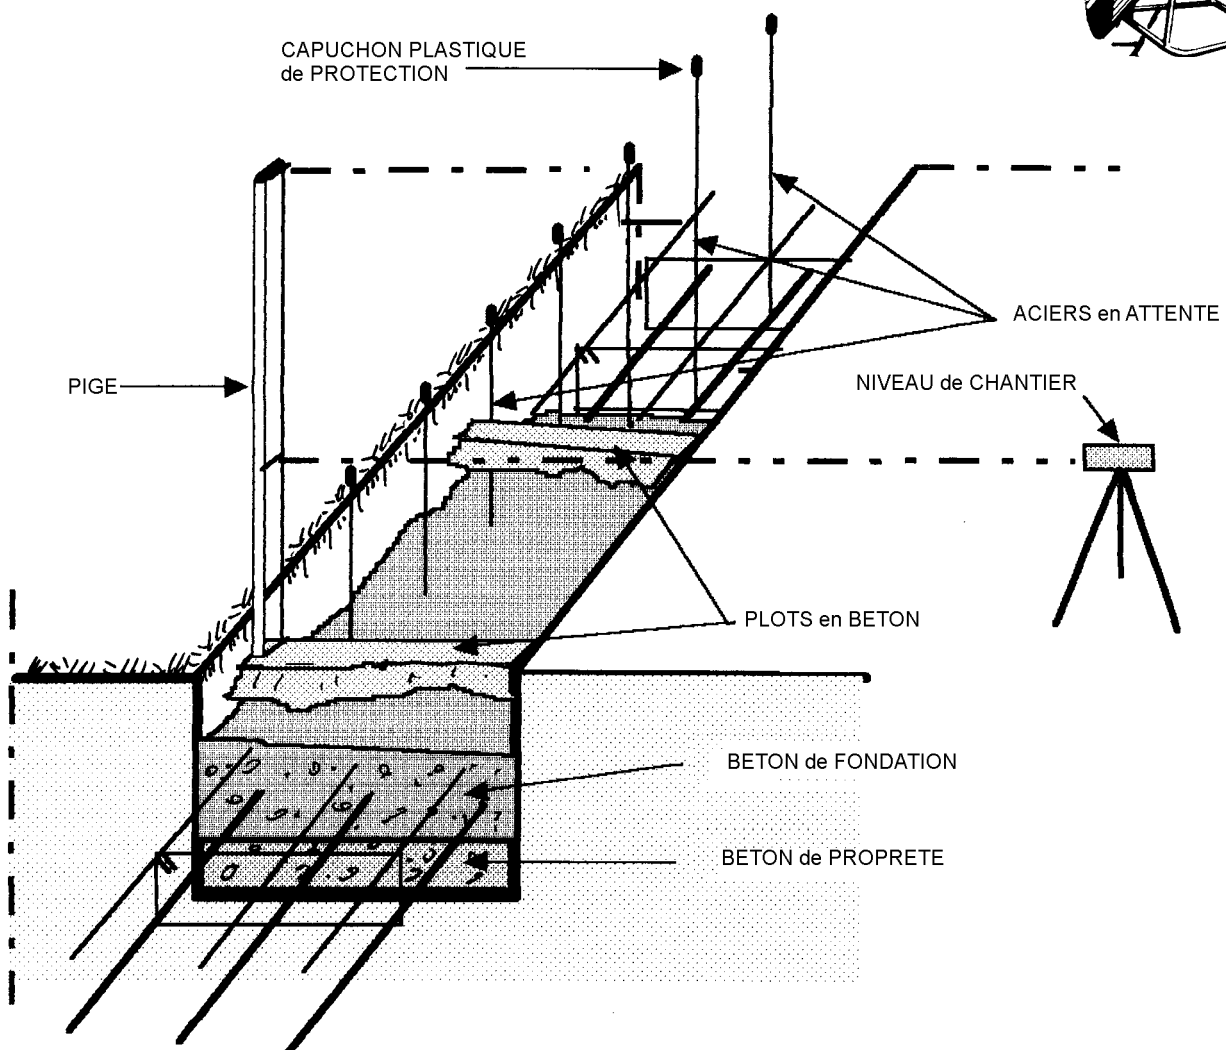 CAPUCHON PLASTIQUE
de PROTECTION
ACIERS en ATTENTE
PIGE
NIVEAU de CHANTIER
PLOTS en BETON
BETON de FONDATION
BETON de PROPRETE